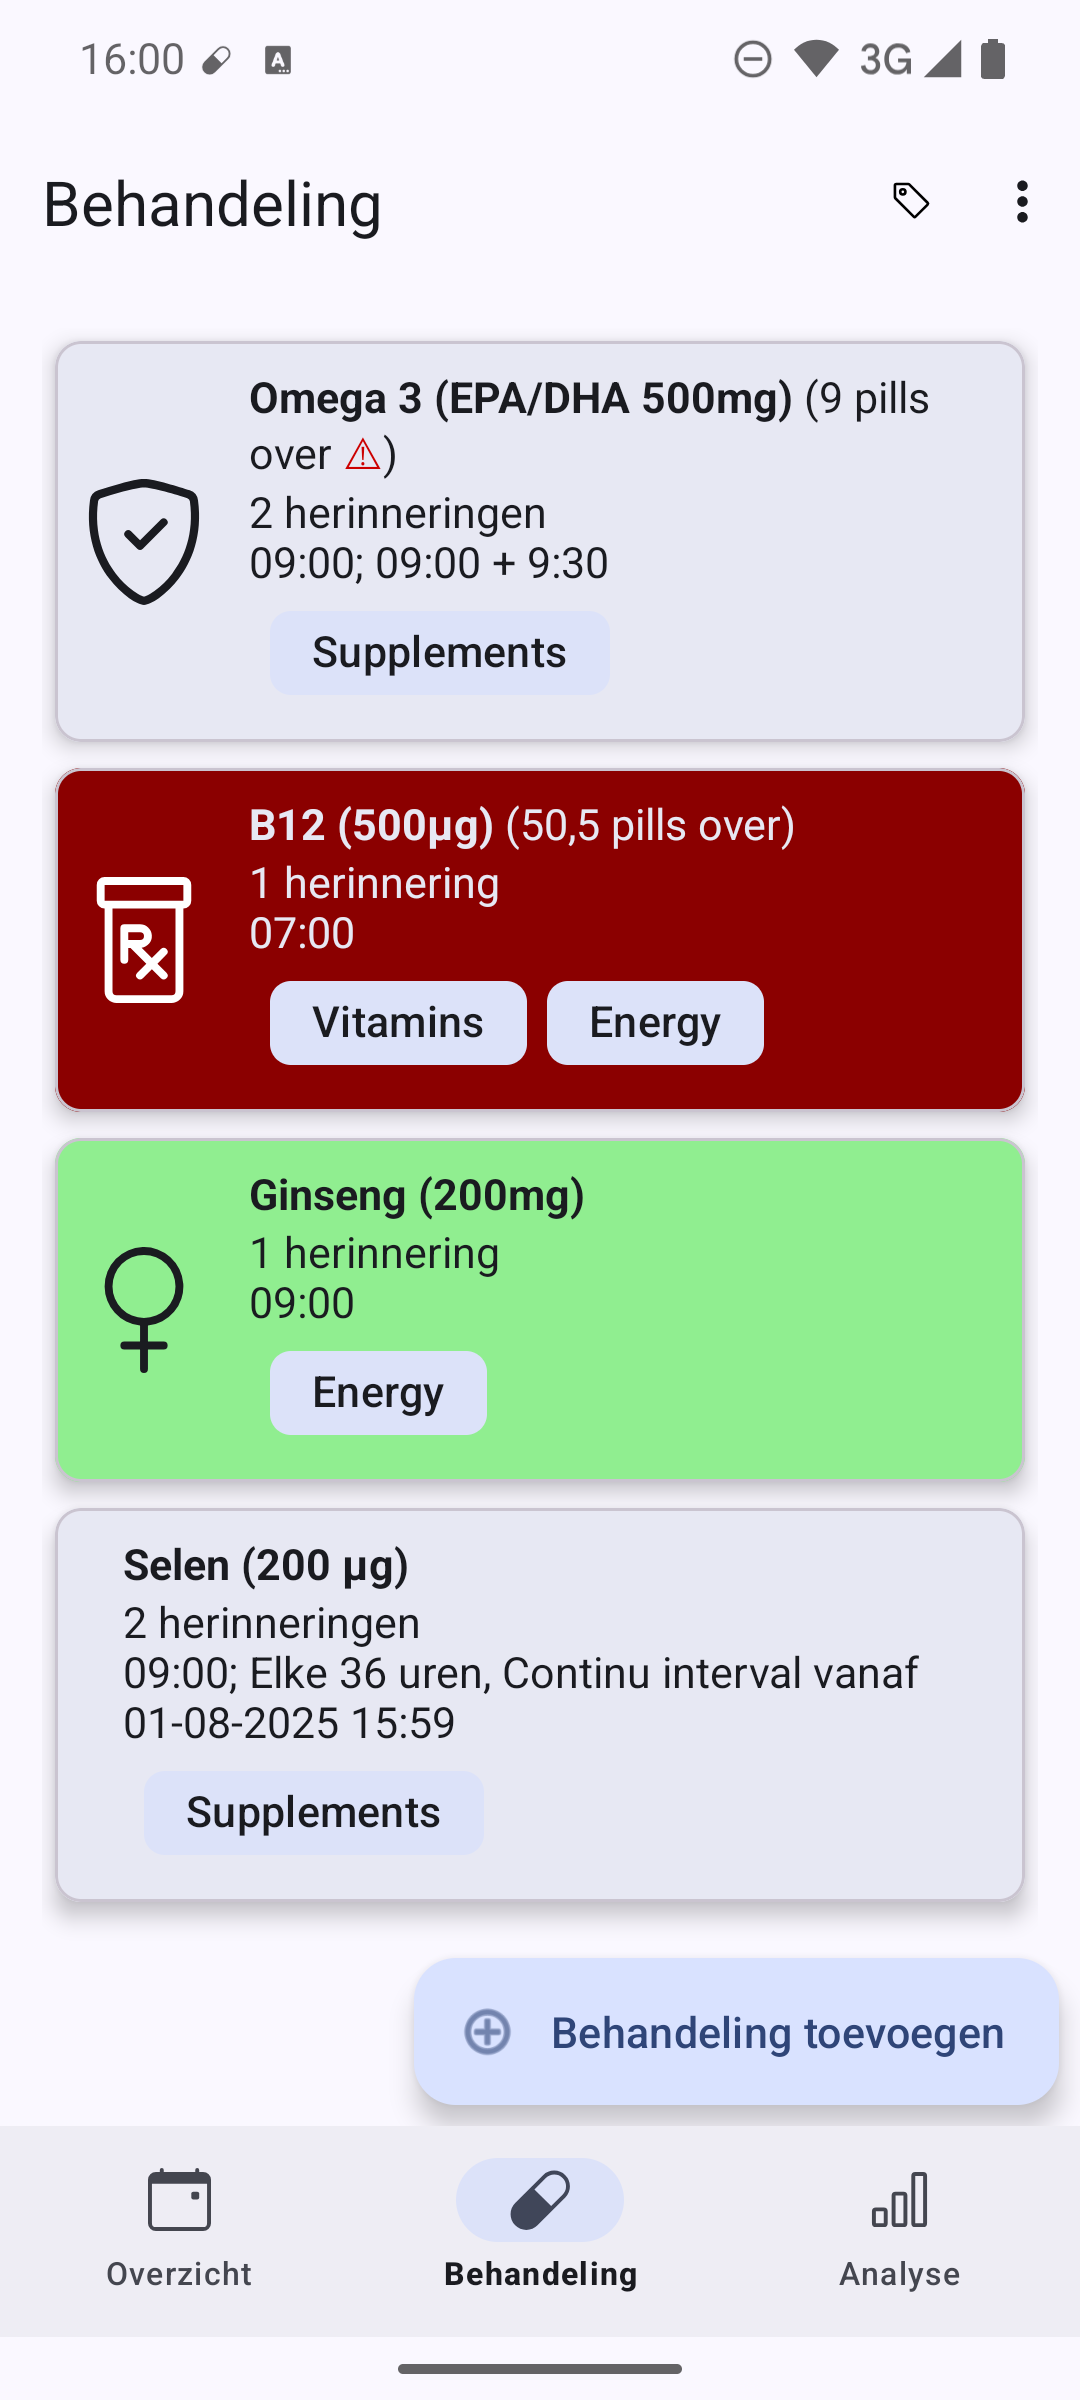 16:00
3G
Behandeling
Omega 3 (EPA/DHA 500mg) (9 pills
over ⚠)
2 herinneringen
09:00; 09:00 + 9:30
Supplements
B12 (500µg) (50,5 pills over)
1 herinnering
07:00
Vitamins Energy
Ginseng (200mg)
1 herinnering
09:00
Energy
Selen (200 µg)
2 herinneringen
09:00; Elke 36 uren, Continu interval vanaf
01-08-2025 15:59
Supplements
Behandeling toevoegen
Overzicht Behandeling Analyse